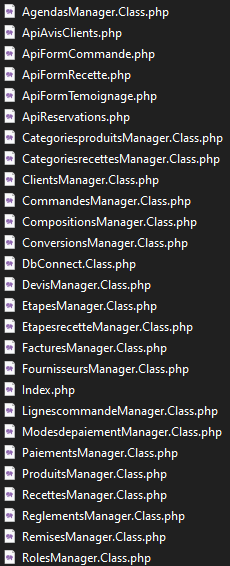 AgendasManager.Class.php
ApiAvisClients.php
ApiFormCommande.php
ApiFormRecette.php
ApiFormTemoignage.php
ApiReservations.php
CategoriesproduitsManager.Class.php
CategoriesrecettesManager.Class.php
ClientsManager.Class.php
CommandesManager.Class.php
CompositionsManager.Class.php
ConversionsManager.Class.php
DbConnect.Class.php
DevisManager.Class.php
EtapesManager.Class.php
EtapesrecetteManager.Class.php
FacturesManager.Class.php
FournisseursManager.Class.php
Index.php
LignescommandeManager.Class.php
ModesdepaiementManager.Class.php
PaiementsManager.Class.php
ProduitsManager.Class.php
RecettesManager.Class.php
ReglementsManager.Class.php
RemisesManager.Class.php
RolesManager.Class.php